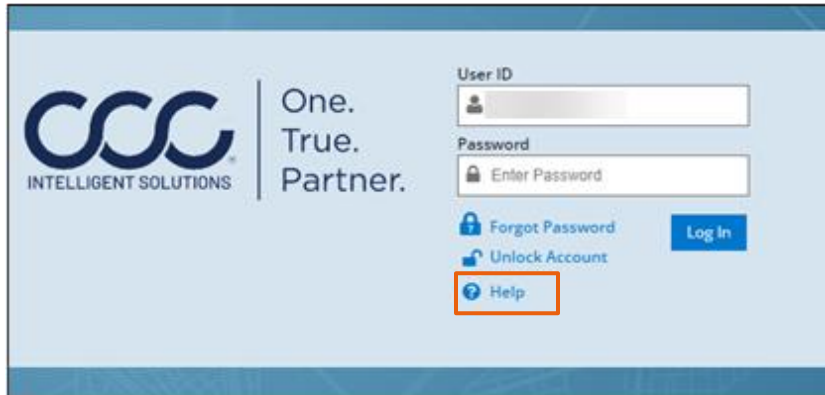 CCC
INTELLIGENT SOLUTIONS
One.
True.
Partner.
User ID
Password
Enter Password
Forgot Password
Log In
Unlock Account
Help